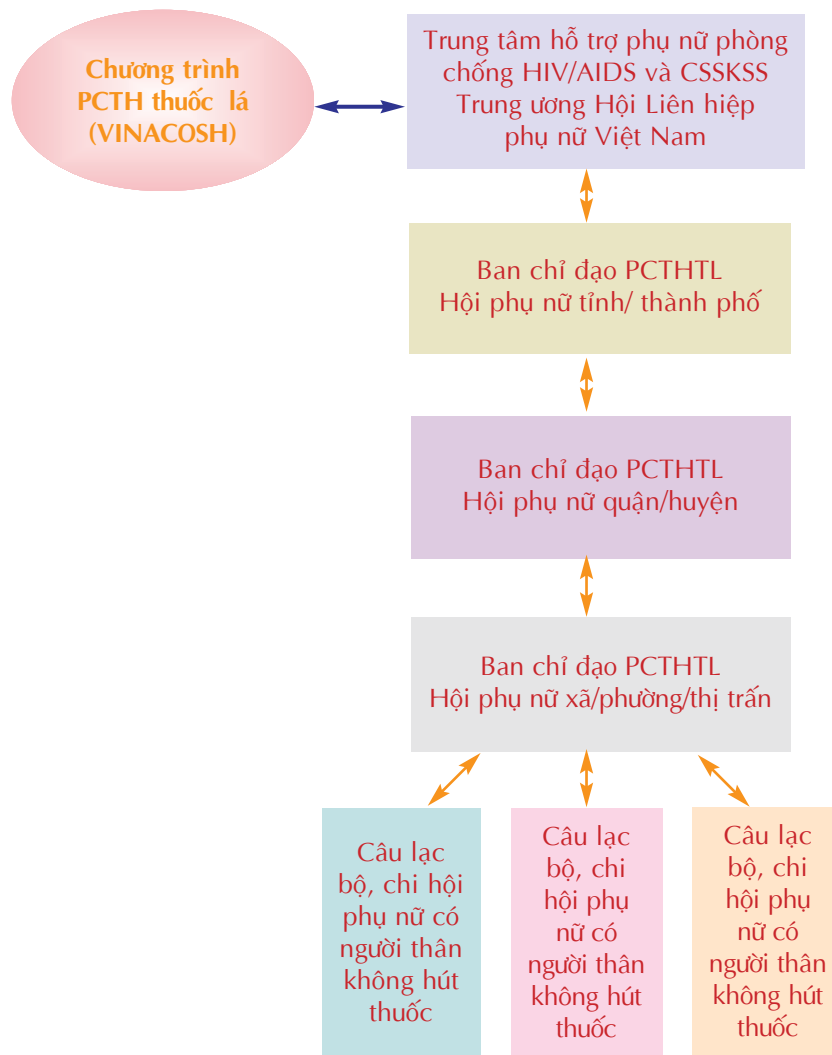 Chương trình
PCTH thuốc lá
(VINACOSH)
Trung tâm hỗ trợ phụ nữ phòng
chống HIV/AIDS và CSSKSS
Trung ương Hội Liên hiệp
phụ nữ Việt Nam
Ban chỉ đạo PCTHTL
Hội phụ nữ tỉnh/ thành phố
Ban chỉ đạo PCTHTL
Hội phụ nữ quận/huyện
Ban chỉ đạo PCTHTL
Hội phụ nữ xã/phường/thị trấn
Câu lạc
bộ, chi hội
phụ nữ có
người thân
không hút
thuốc
Câu lạc
bộ, chi
hội phụ
nữ có
người thân
không hút
thuốc
Câu lạc
bộ, chi
hội phụ
nữ có
người thân
không hút
thuốc